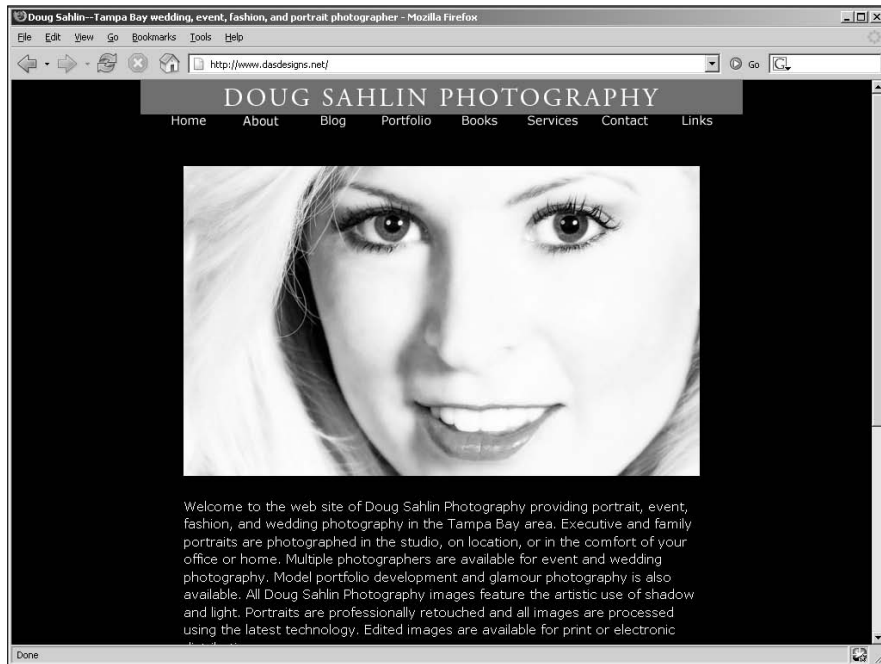 Doug Sahlin--Tampa Bay wedding, event, fashion, and portrait photographer - Mozilla Firefox
File Edit View Go Bookmarks Tools Help
http://www.dasdesigns.net/ Go G
DOUG SAHLIN PHOTOGRAPHY
Home About Blog Portfolio Books Services Contact Links
Welcome to the web site of Doug Sahlin Photography providing portrait, event,
fashion, and wedding photography in the Tampa Bay area. Executive and family
portraits are photographed in the studio, on location, or in the comfort of your
office or home. Multiple photographers are available for event and wedding
photography. Model portfolio development and glamour photography is also
available. All Doug Sahlin Photography images feature the artistic use of shadow
and light. Portraits are professionally retouched and all images are processed
using the latest technology. Edited images are available for print or electronic
Done